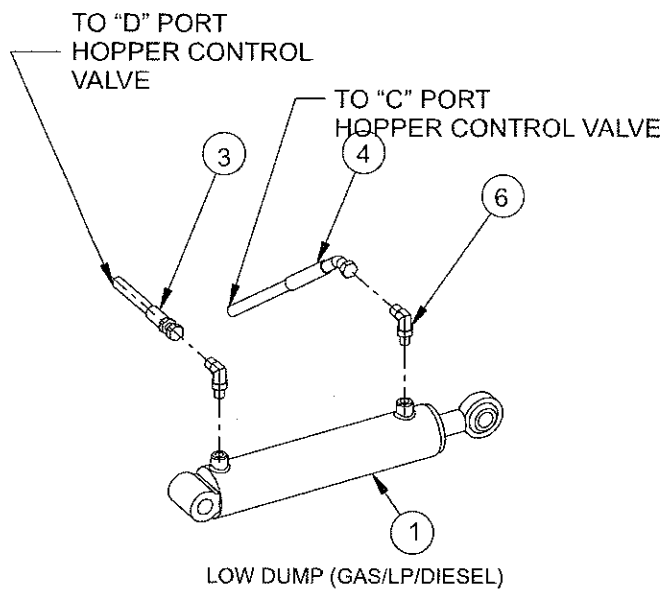 TO “D” PORT
HOPPER CONTROL
VALVE
TO “C” PORT
HOPPER CONTROL VALVE
3
4
6
1
LOW DUMP (GAS/LP/DIESEL)